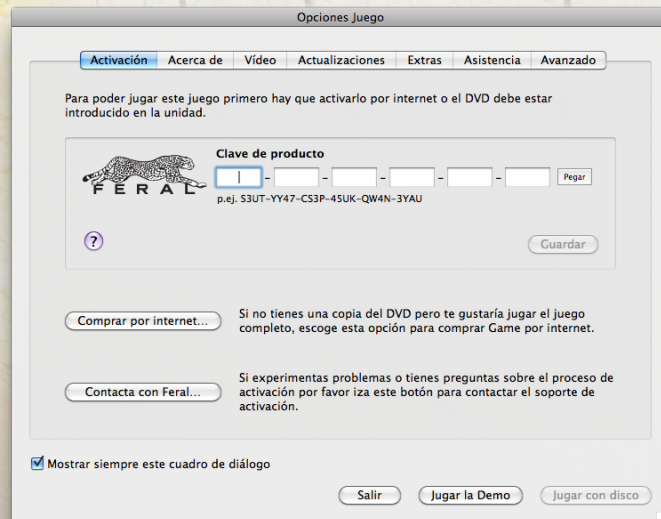 Opciones Juego
Activación Acerca de Vídeo Actualizaciones Extras Asistencia Avanzado
Para poder jugar este juego primero hay que activarlo por internet o el DVD debe estar
introducido en la unidad.
Clave de producto
FERAL
- - - - - Pegar
p.ej. S3UT-YY47-CS3P-45UK-QW4N-3YAU
?
Guardar
Comprar por internet...
Si no tienes una copia del DVD pero te gustaría jugar el juego
completo, escoge esta opción para comprar Game por internet.
Contacta con Feral...
Si experimentas problemas o tienes preguntas sobre el proceso de
activación por favor iza este botón para contactar el soporte de
activación.
Mostrar siempre este cuadro de diálogo
Salir Jugar la Demo Jugar con disco